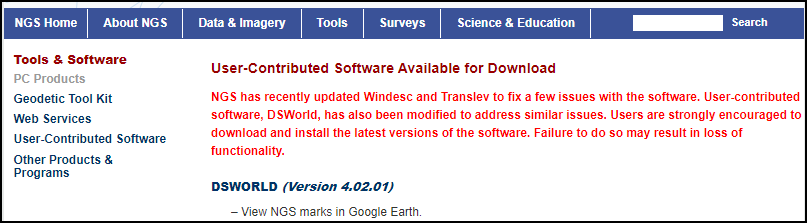 NGS Home About NGS Data & Imagery Tools Surveys Science & Education Search
Tools & Software
PC Products
Geodetic Tool Kit
Web Services
User-Contributed Software
Other Products &
Programs
User-Contributed Software Available for Download
NGS has recently updated Windesc and Translev to fix a few issues with the software. User-contributed
software, DSWorld, has also been modified to address similar issues. Users are strongly encouraged to
download and install the latest versions of the software. Failure to do so may result in loss of
functionality.
DSWORLD (Version 4.02.01)
– View NGS marks in Google Earth.